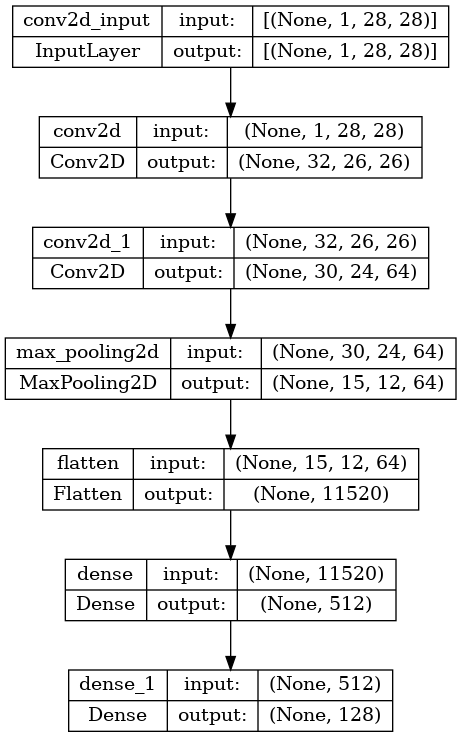 conv2d_input input: [(None, 1, 28, 28)]
InputLayer output: [(None, 1, 28, 28)]
conv2d input: (None, 1, 28, 28)
Conv2D output: (None, 32, 26, 26)
conv2d_1 input: (None, 32, 26, 26)
Conv2D output: (None, 30, 24, 64)
max_pooling2d input: (None, 30, 24, 64)
MaxPooling2D output: (None, 15, 12, 64)
flatten input: (None, 15, 12, 64)
Flatten output: (None, 11520)
dense input: (None, 11520)
Dense output: (None, 512)
dense_1 input: (None, 512)
Dense output: (None, 128)